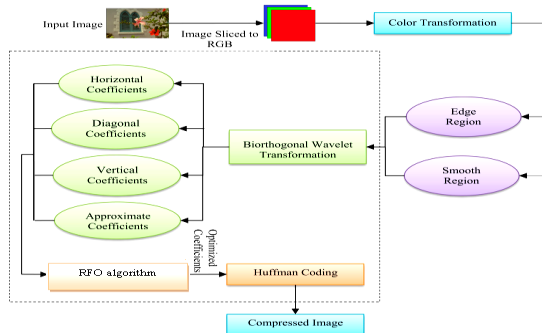 Input Image
Image Sliced to
RGB
Color Transformation
Horizontal
Coefficients
Diagonal
Coefficients
Vertical
Coefficients
Approximate
Coefficients
Biorthogonal Wavelet
Transformation
Edge
Region
Smooth
Region
RFO algorithm
Optimized
Coefficients
Huffman Coding
Compressed Image